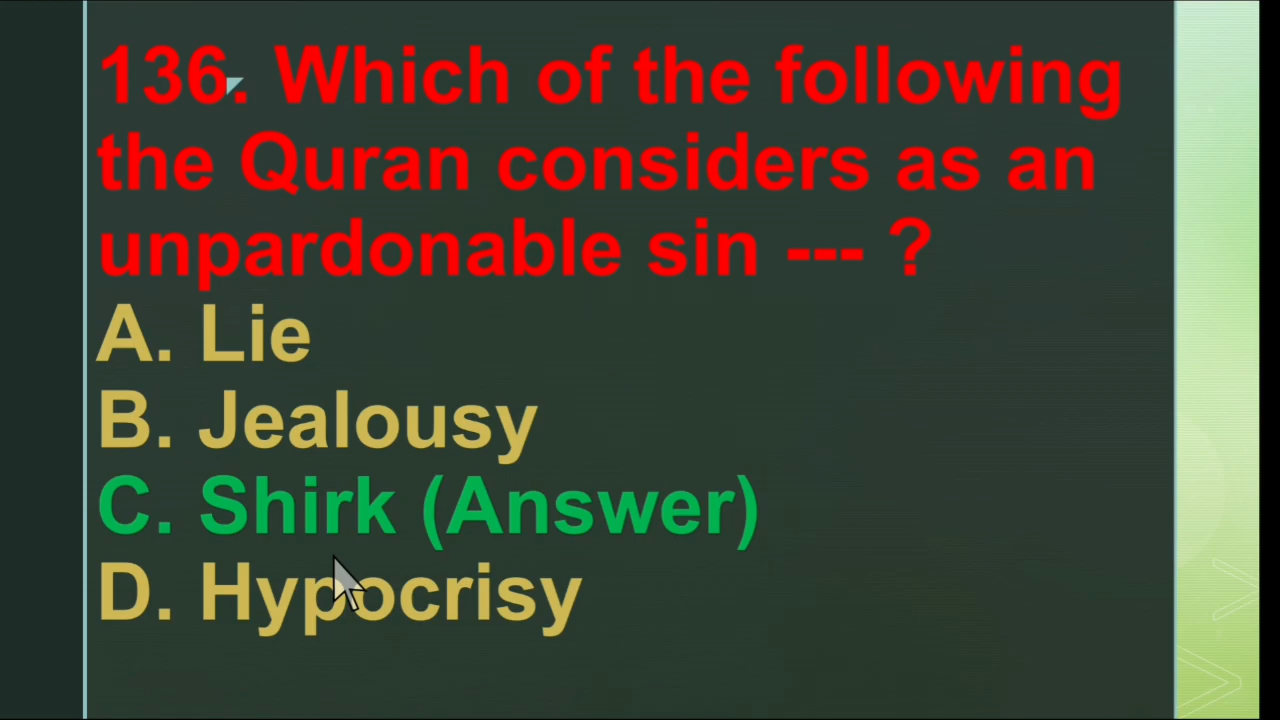 136. Which of the following
the Quran considers as an
unpardonable sin --- ?
A. Lie
B. Jealousy
C. Shirk (Answer)
D. Hypocrisy